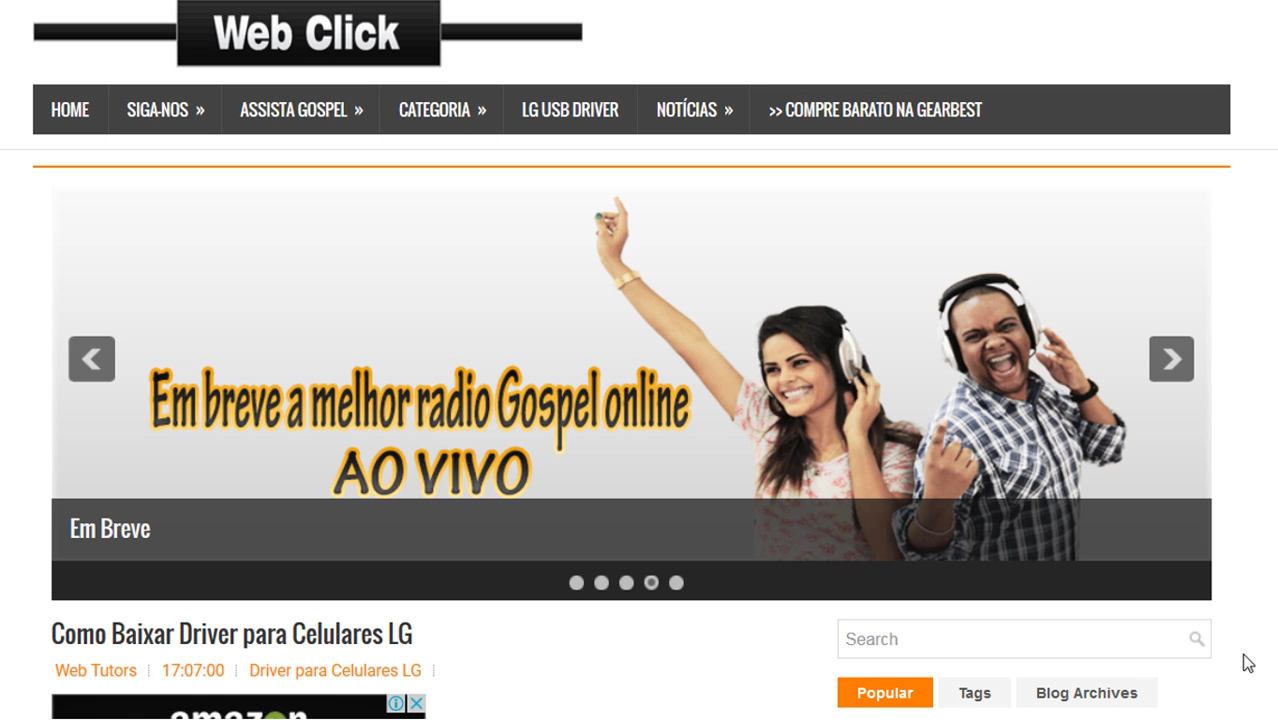 Web Click
HOME SIGA-NOS » ASSISTA GOSPEL » CATEGORIA » LG USB DRIVER NOTÍCIAS » >> COMPRE BARATO NA GEARBEST
Em breve a melhor radio Gospel online
AO VIVO
Em Breve
Como Baixar Driver para Celulares LG
Web Tutors 17:07:00 Driver para Celulares LG
Search
Popular Tags Blog Archives
amazon